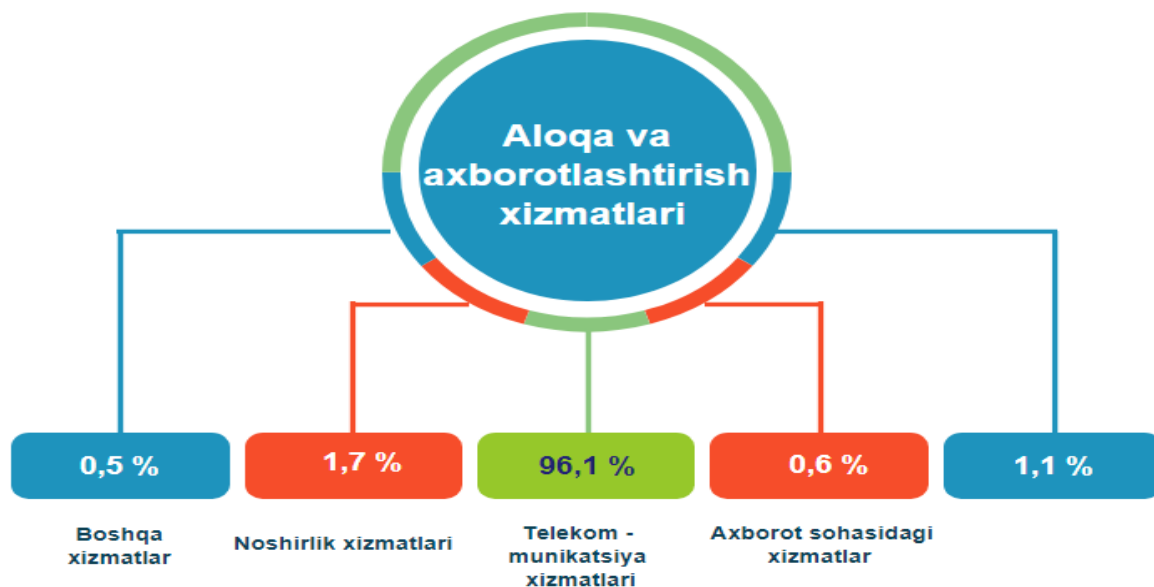 Aloqa va
axborotlashtirish
xizmatlari
0,5 %
1,7 %
96,1 %
0,6 %
1,1 %
Boshqa
xizmatlar
Noshirlik xizmatlari
Telekom -
munikatsiya
xizmatlari
Axborot sohasidagi
xizmatlar